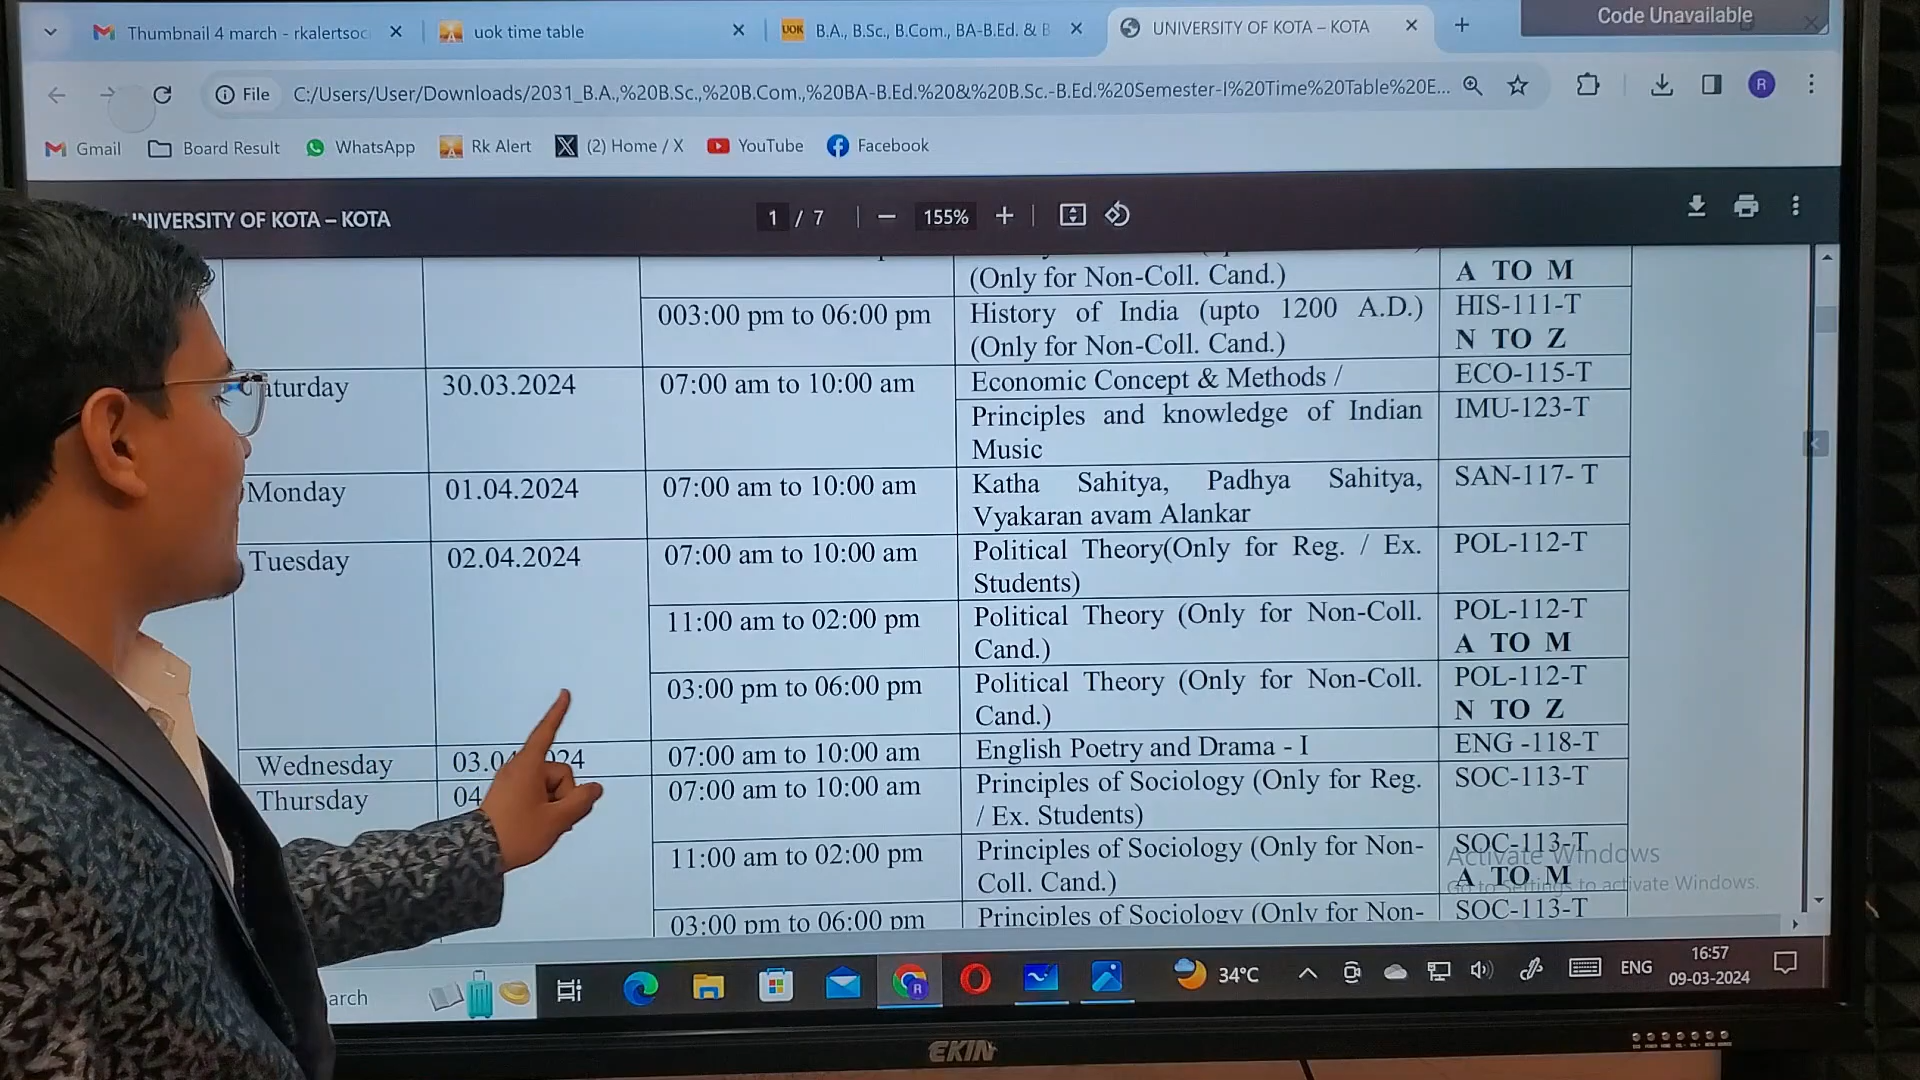 Thumbnail 4 march - rkalertsoc
uok time table
B.A., B.Sc., B.Com., BA-B.Ed. & B
UNIVERSITY OF KOTA – KOTA
Code Unavailable
File
C:/Users/User/Downloads/2031_B.A.,%20B.Sc.,%20B.Com.,%20BA-B.Ed.%20&%20B.Sc.-B.Ed.%20Semester-I%20Time%20Table%20E...
R
Gmail
Board Result
WhatsApp
Rk Alert
(2) Home / X
YouTube
Facebook
NIVERSITY OF KOTA – KOTA
1 / 7
155%
(Only for Non-Coll. Cand.)
A TO M
003:00 pm to 06:00 pm
History of India (upto 1200 A.D.)
(Only for Non-Coll. Cand.)
HIS-111-T
N TO Z
aturday
30.03.2024
07:00 am to 10:00 am
Economic Concept & Methods /
ECO-115-T
Principles and knowledge of Indian
Music
IMU-123-T
Monday
01.04.2024
07:00 am to 10:00 am
Katha Sahitya, Padhya Sahitya,
Vyakaran avam Alankar
SAN-117- T
Tuesday
02.04.2024
07:00 am to 10:00 am
Political Theory(Only for Reg. / Ex.
Students)
POL-112-T
11:00 am to 02:00 pm
Political Theory (Only for Non-Coll.
Cand.)
POL-112-T
A TO M
03:00 pm to 06:00 pm
Political Theory (Only for Non-Coll.
Cand.)
POL-112-T
N TO Z
Wednesday
07:00 am to 10:00 am
English Poetry and Drama - I
ENG -118-T
Thursday
04
07:00 am to 10:00 am
Principles of Sociology (Only for Reg.
/ Ex. Students)
SOC-113-T
11:00 am to 02:00 pm
Principles of Sociology (Only for Non-
Coll. Cand.)
SOC-113-T
A TO M
03:00 pm to 06:00 pm
Principles of Sociology (Only for Non-
SOC-113-T
Activate Windows
Go to Settings to activate Windows.
arch
34°C
ENG
16:57
09-03-2024
EKIN